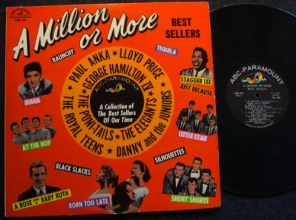 A Million
or More
BEST
SELLERS
RAUNCHY
TEQUILA
PAUL ANKA • LLOYD PRICE
GEORGE HAMILTON IV
THE PONI-TAILS • THE ELEGANTS
THE ROYAL TEENS • DANNY and the JUNIORS
A Collection of
The Best Sellers
Of Our Time
DIANA
STAGGER LEE
JUST BECAUSE
AT THE HOP
LITTLE STAR
BLACK SLACKS
SILHOUETTES
A ROSE and a BABY RUTH
BORN TOO LATE
SHORT SHORTS
ABC-PARAMOUNT